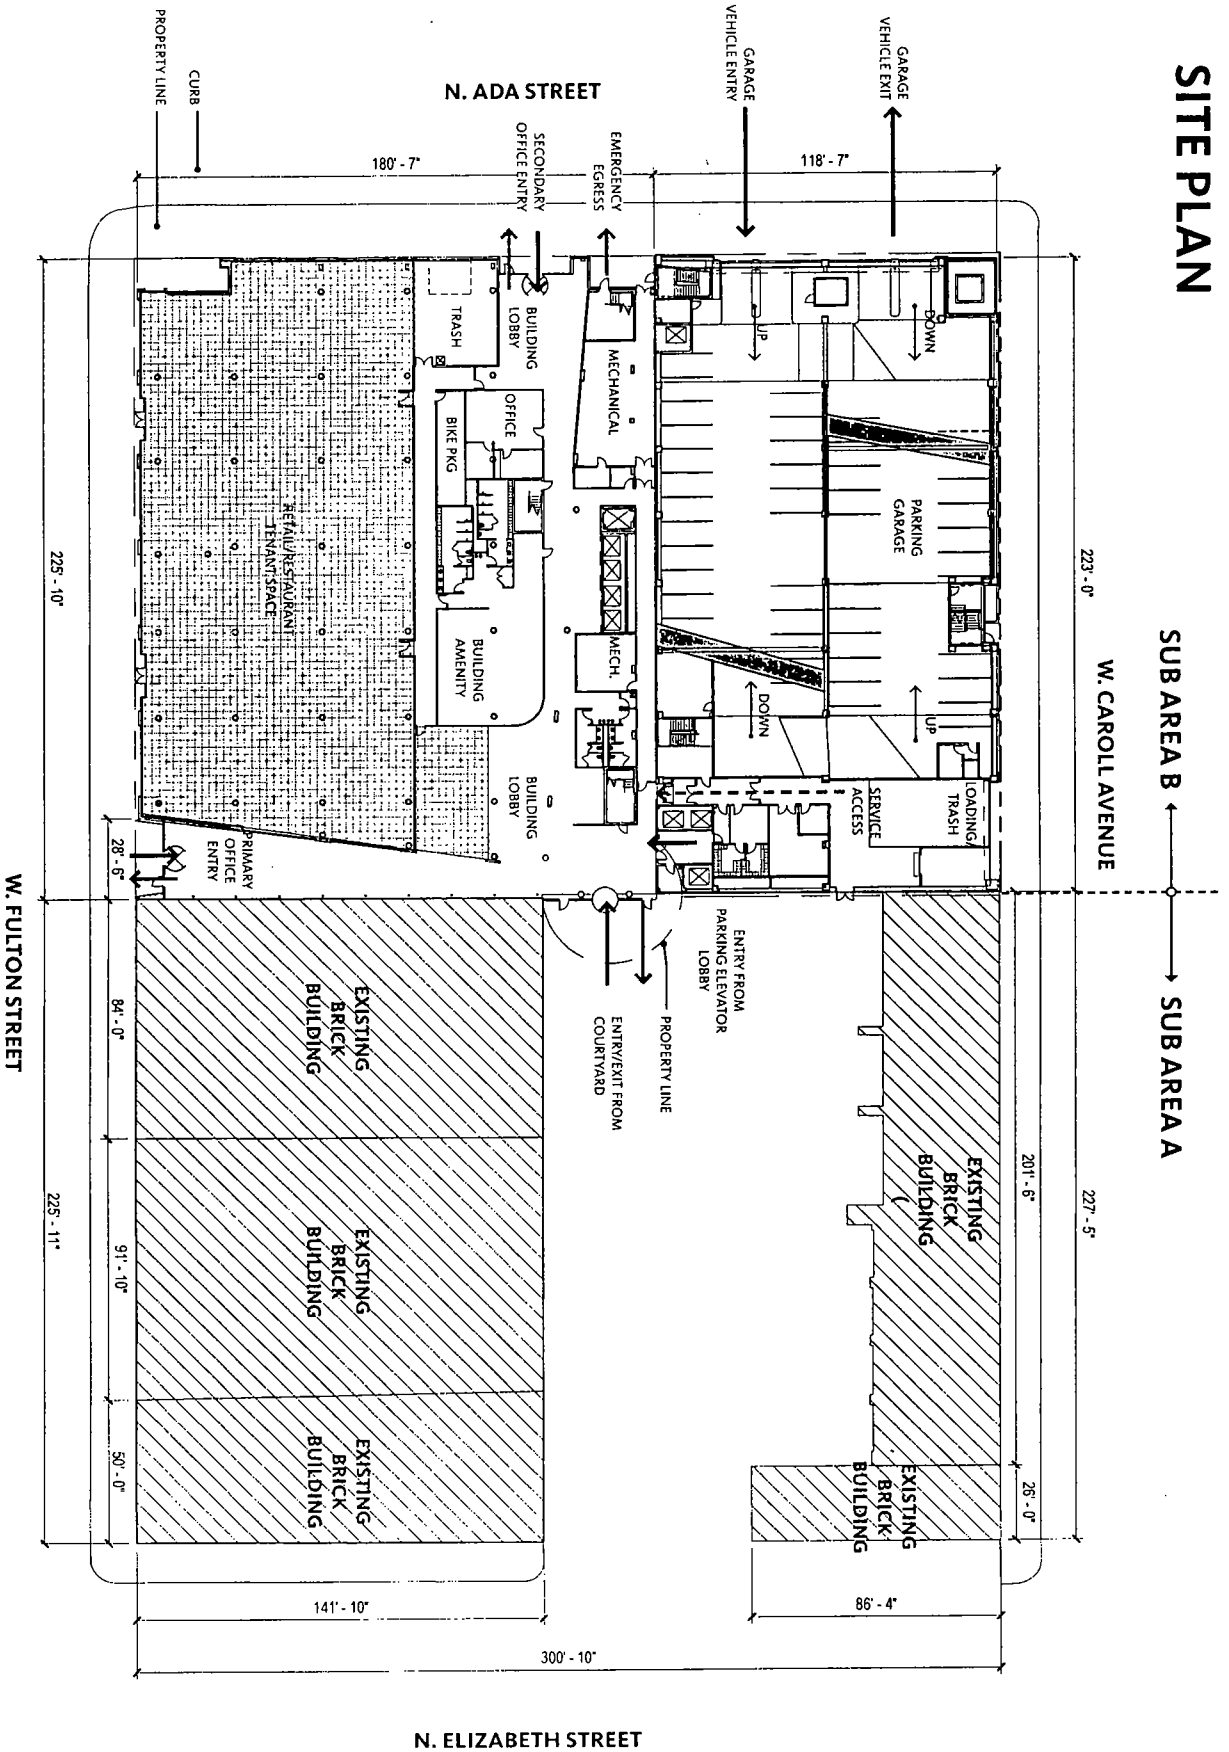 SITE PLAN
SUB AREA B
SUB AREA A
W. CAROLL AVENUE
223' - 0"
227' - 5"
201' - 6"
26' - 0"
GARAGE
VEHICLE EXIT
GARAGE
VEHICLE ENTRY
N. ADA STREET
118' - 7"
180' - 7"
EMERGENCY
EGRESS
SECONDARY
OFFICE ENTRY
CURB
PROPERTY LINE
DOWN
UP
PARKING
GARAGE
UP
DOWN
LOADING/
TRASH
SERVICE
ACCESS
MECHANICAL
MECH.
BUILDING
LOBBY
TRASH
OFFICE
BIKE PKG
BUILDING
AMENITY
BUILDING
LOBBY
RETAIL/RESTAURANT
TENANT SPACE
PRIMARY
OFFICE
ENTRY
ENTRY FROM
PARKING ELEVATOR
LOBBY
PROPERTY LINE
ENTRY/EXIT FROM
COURTYARD
EXISTING
BRICK
BUILDING
EXISTING
BRICK
BUILDING
EXISTING
BRICK
BUILDING
EXISTING
BRICK
BUILDING
EXISTING
BRICK
BUILDING
28' - 6"
84' - 0"
91' - 10"
50' - 0"
225' - 10"
225' - 11"
W. FULTON STREET
141' - 10"
86' - 4"
300' - 10"
N. ELIZABETH STREET